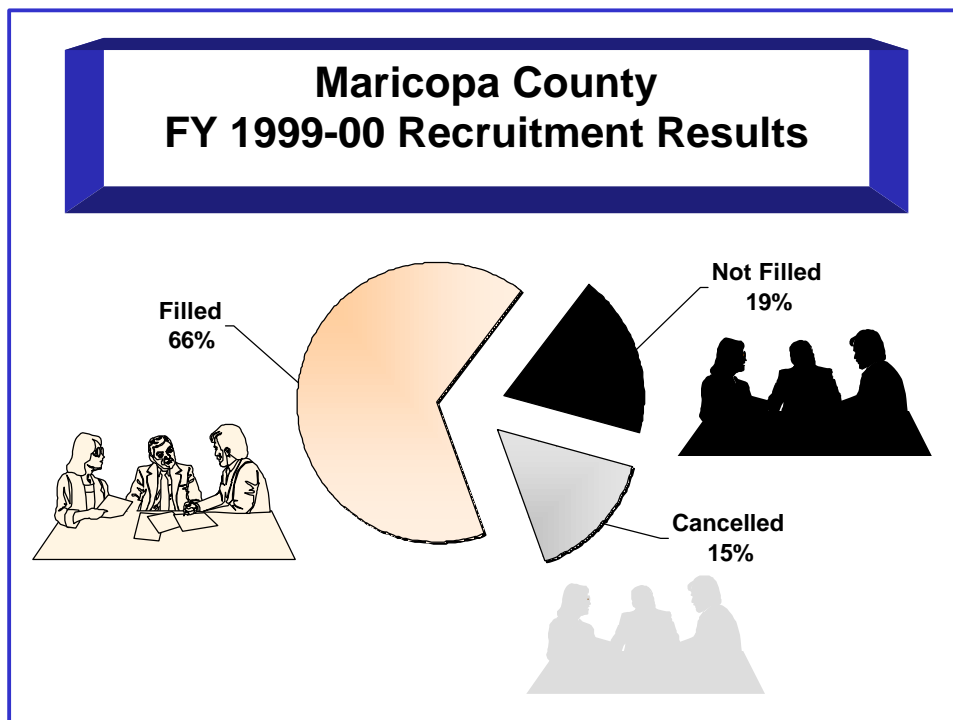 Maricopa County
FY 1999-00 Recruitment Results
Filled
66%
Not Filled
19%
Cancelled
15%